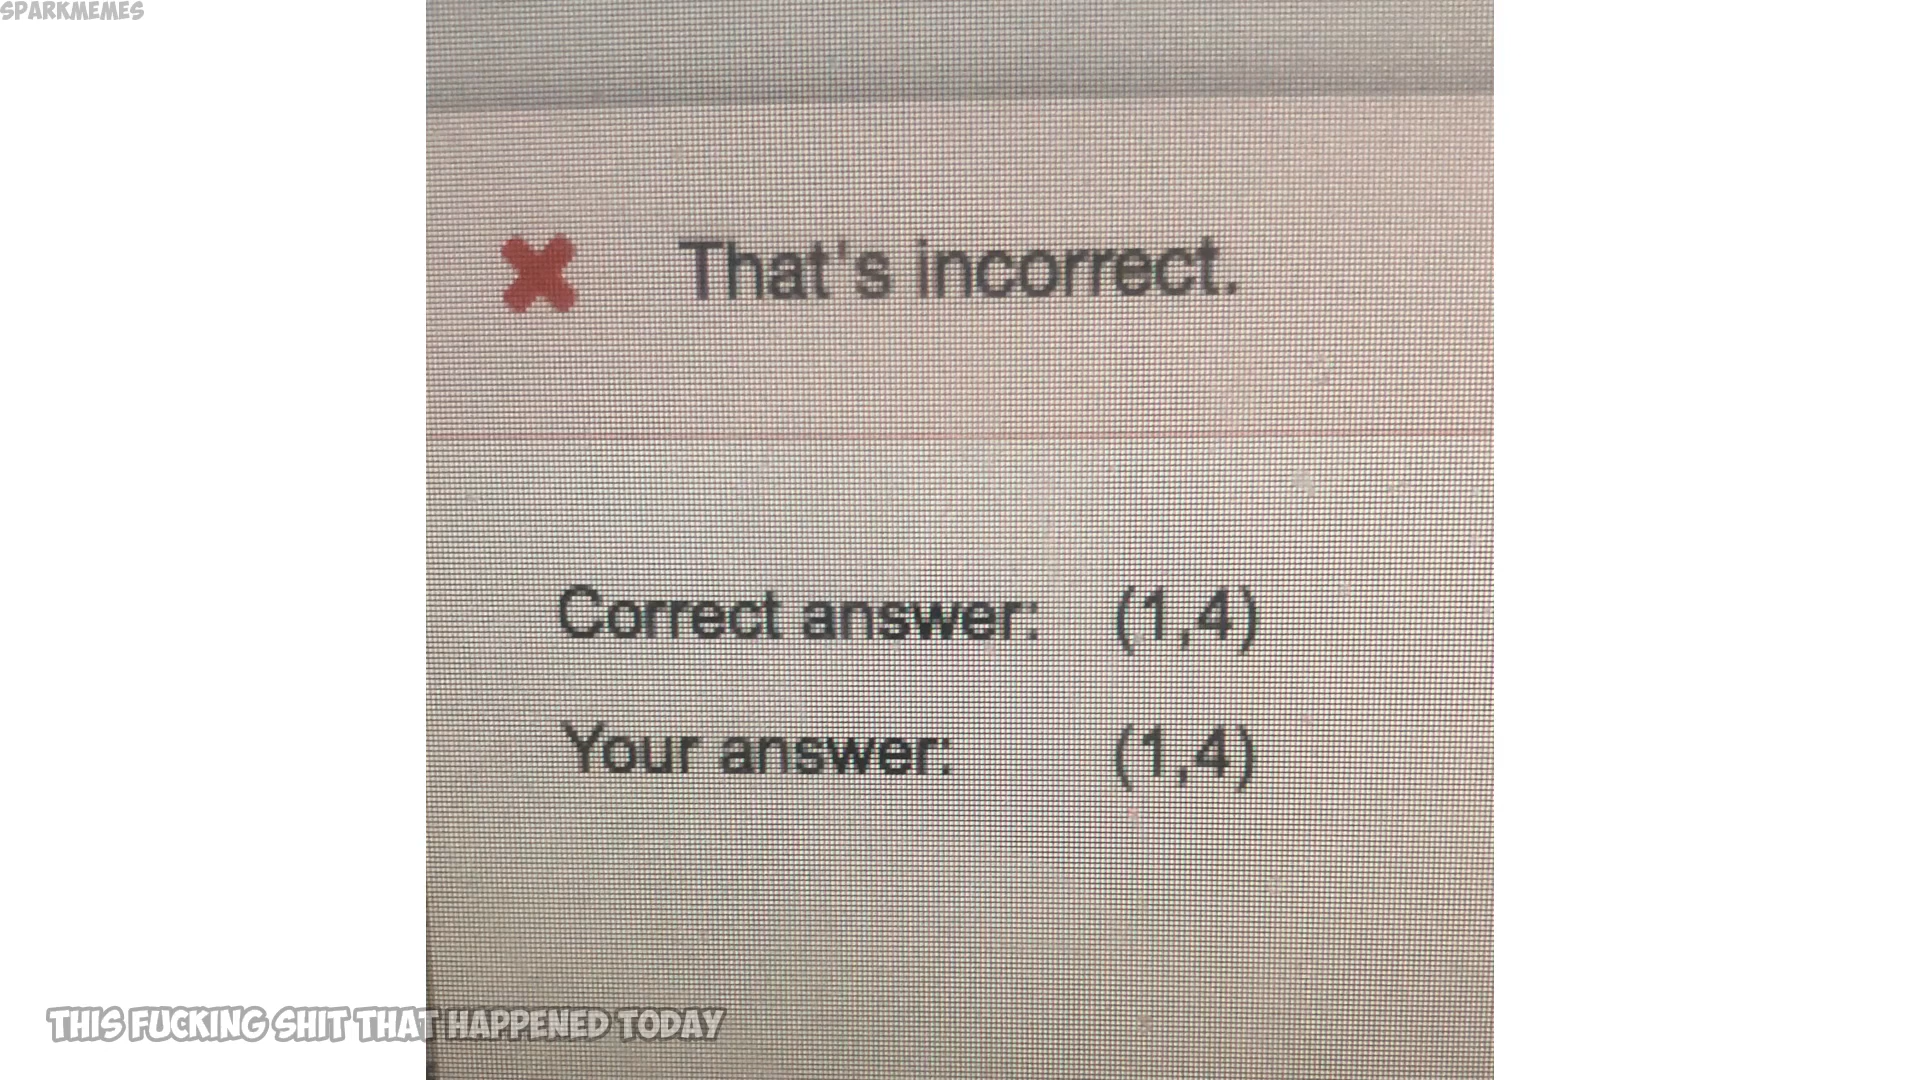 SPARKMEMES
That's incorrect.
Correct answer: (1,4)
Your answer: (1,4)
THIS FUCKING SHIT THAT HAPPENED TODAY